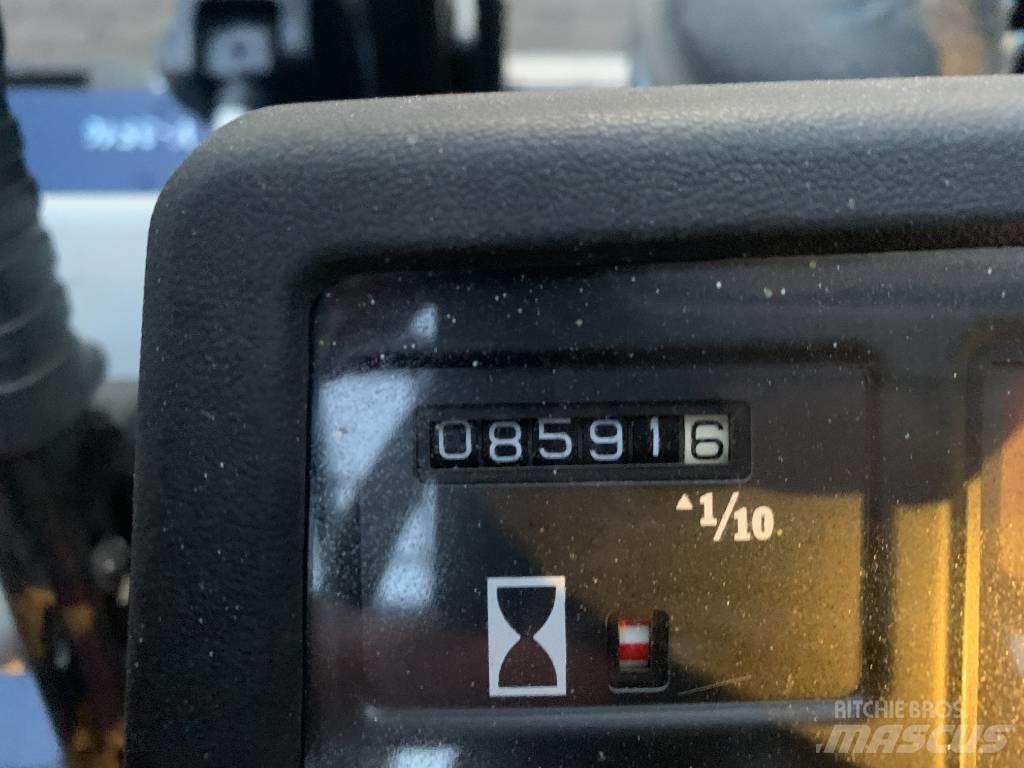 085916
▲1/10
RITCHIE BROS.
MASCUS